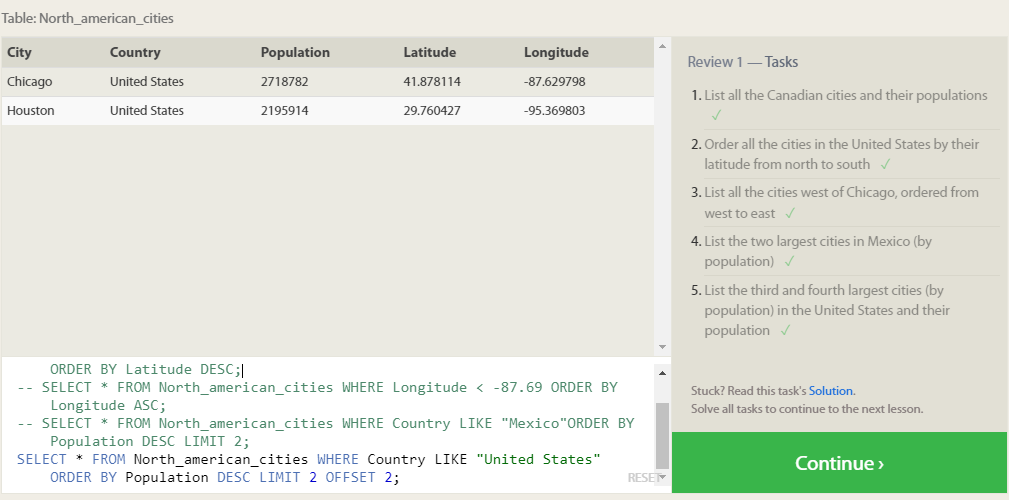 Table: North_american_cities
City Country Population Latitude Longitude
Chicago United States 2718782 41.878114 -87.629798
Houston United States 2195914 29.760427 -95.369803
ORDER BY Latitude DESC;
-- SELECT * FROM North_american_cities WHERE Longitude < -87.69 ORDER BY
Longitude ASC;
-- SELECT * FROM North_american_cities WHERE Country LIKE "Mexico"ORDER BY
Population DESC LIMIT 2;
SELECT * FROM North_american_cities WHERE Country LIKE "United States"
ORDER BY Population DESC LIMIT 2 OFFSET 2;
RESET
Review 1 — Tasks
1. List all the Canadian cities and their populations
✓
2. Order all the cities in the United States by their
latitude from north to south ✓
3. List all the cities west of Chicago, ordered from
west to east ✓
4. List the two largest cities in Mexico (by
population) ✓
5. List the third and fourth largest cities (by
population) in the United States and their
population ✓
Stuck? Read this task's Solution.
Solve all tasks to continue to the next lesson.
Continue ›